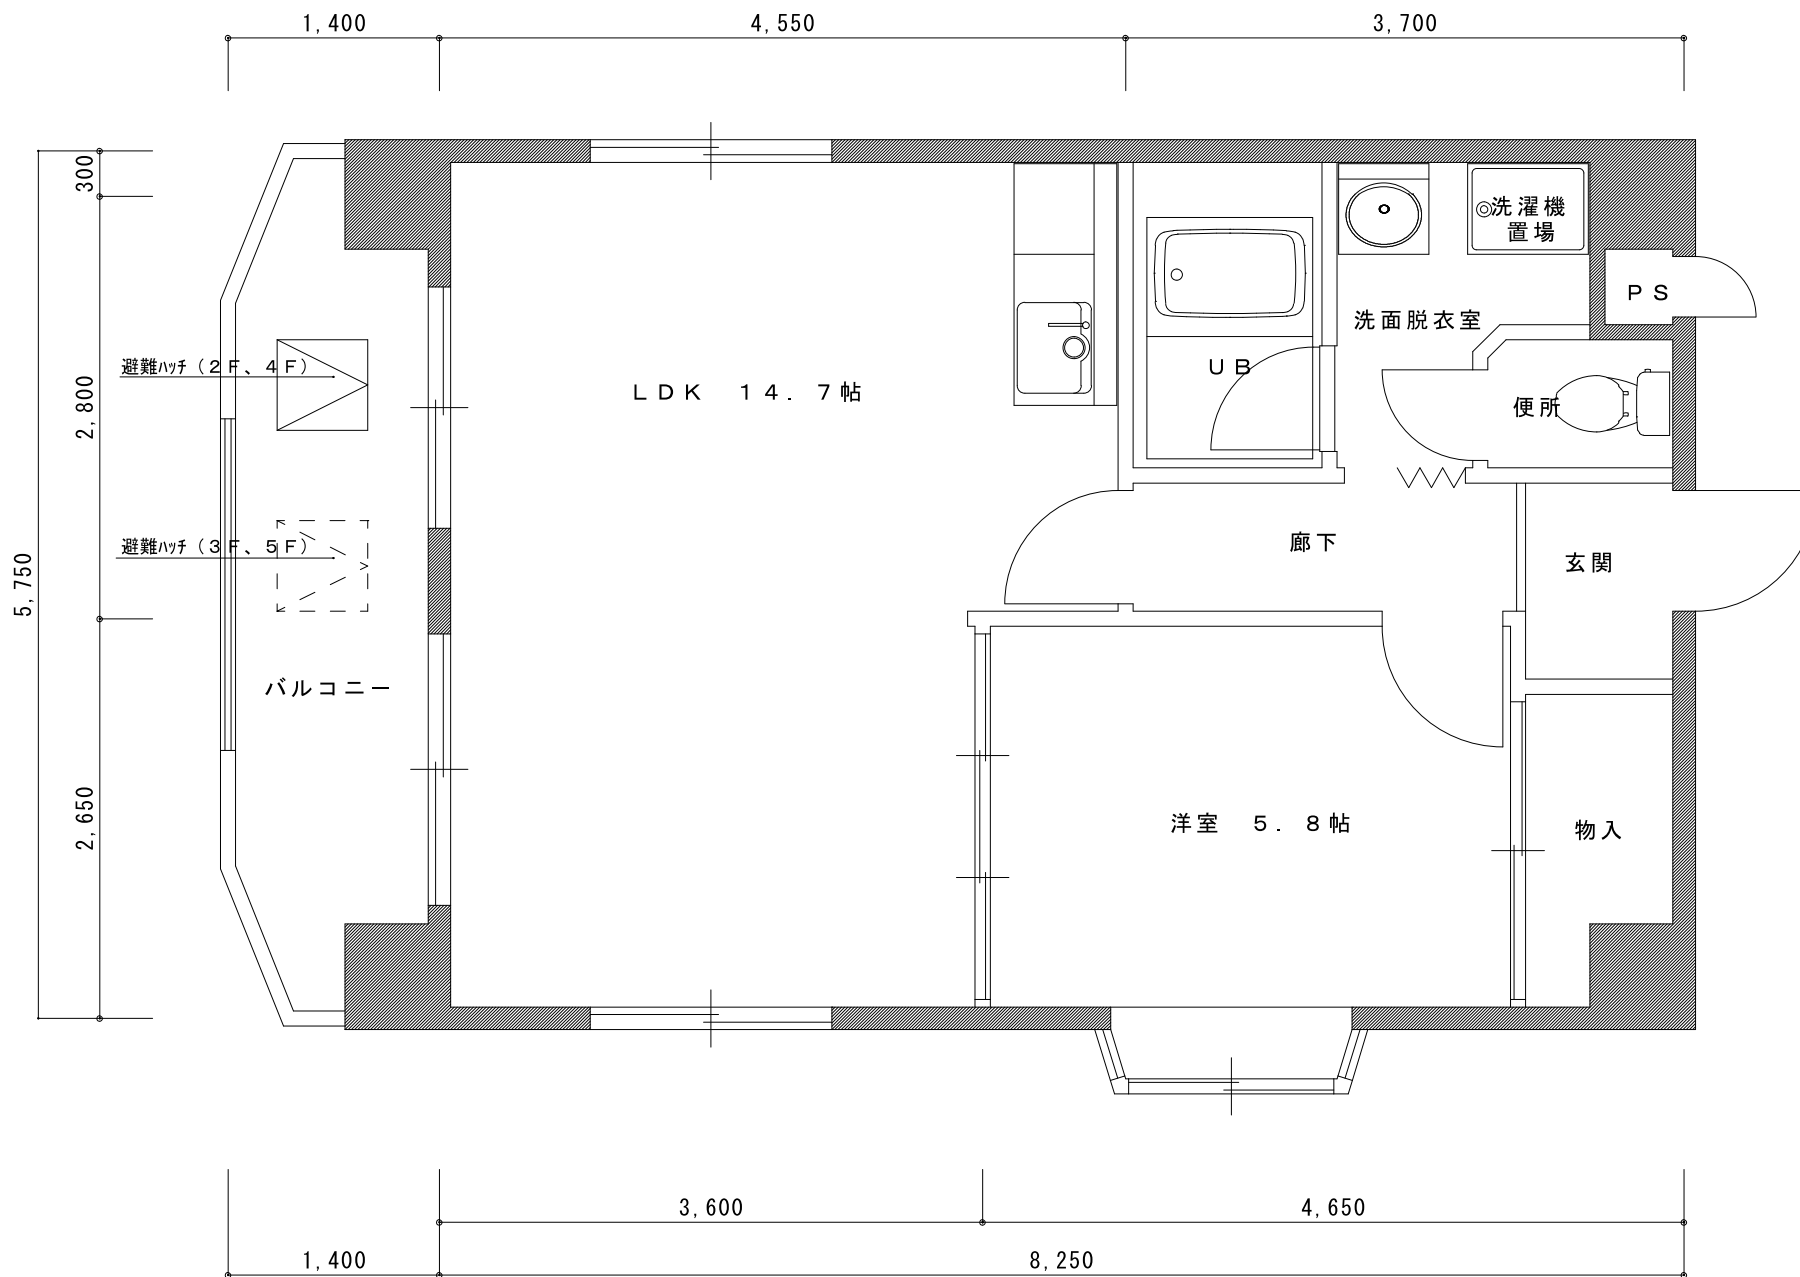 1,400
4,550
3,700
300
2,800
2,650
5,750
洗濯機
置場
PS
洗面脱衣室
UB
避難ﾊｯﾁ(2F、4F)
LDK 14.7帖
便所
避難ﾊｯﾁ(3F、5F)
廊下
玄関
バルコニー
洋室 5.8帖
物入
3,600
4,650
1,400
8,250